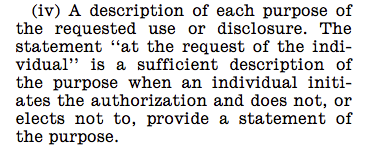 (iv) A description of each purpose of
the requested use or disclosure. The
statement “at the request of the indi-
vidual” is a sufficient description of
the purpose when an individual initi-
ates the authorization and does not, or
elects not to, provide a statement of
the purpose.